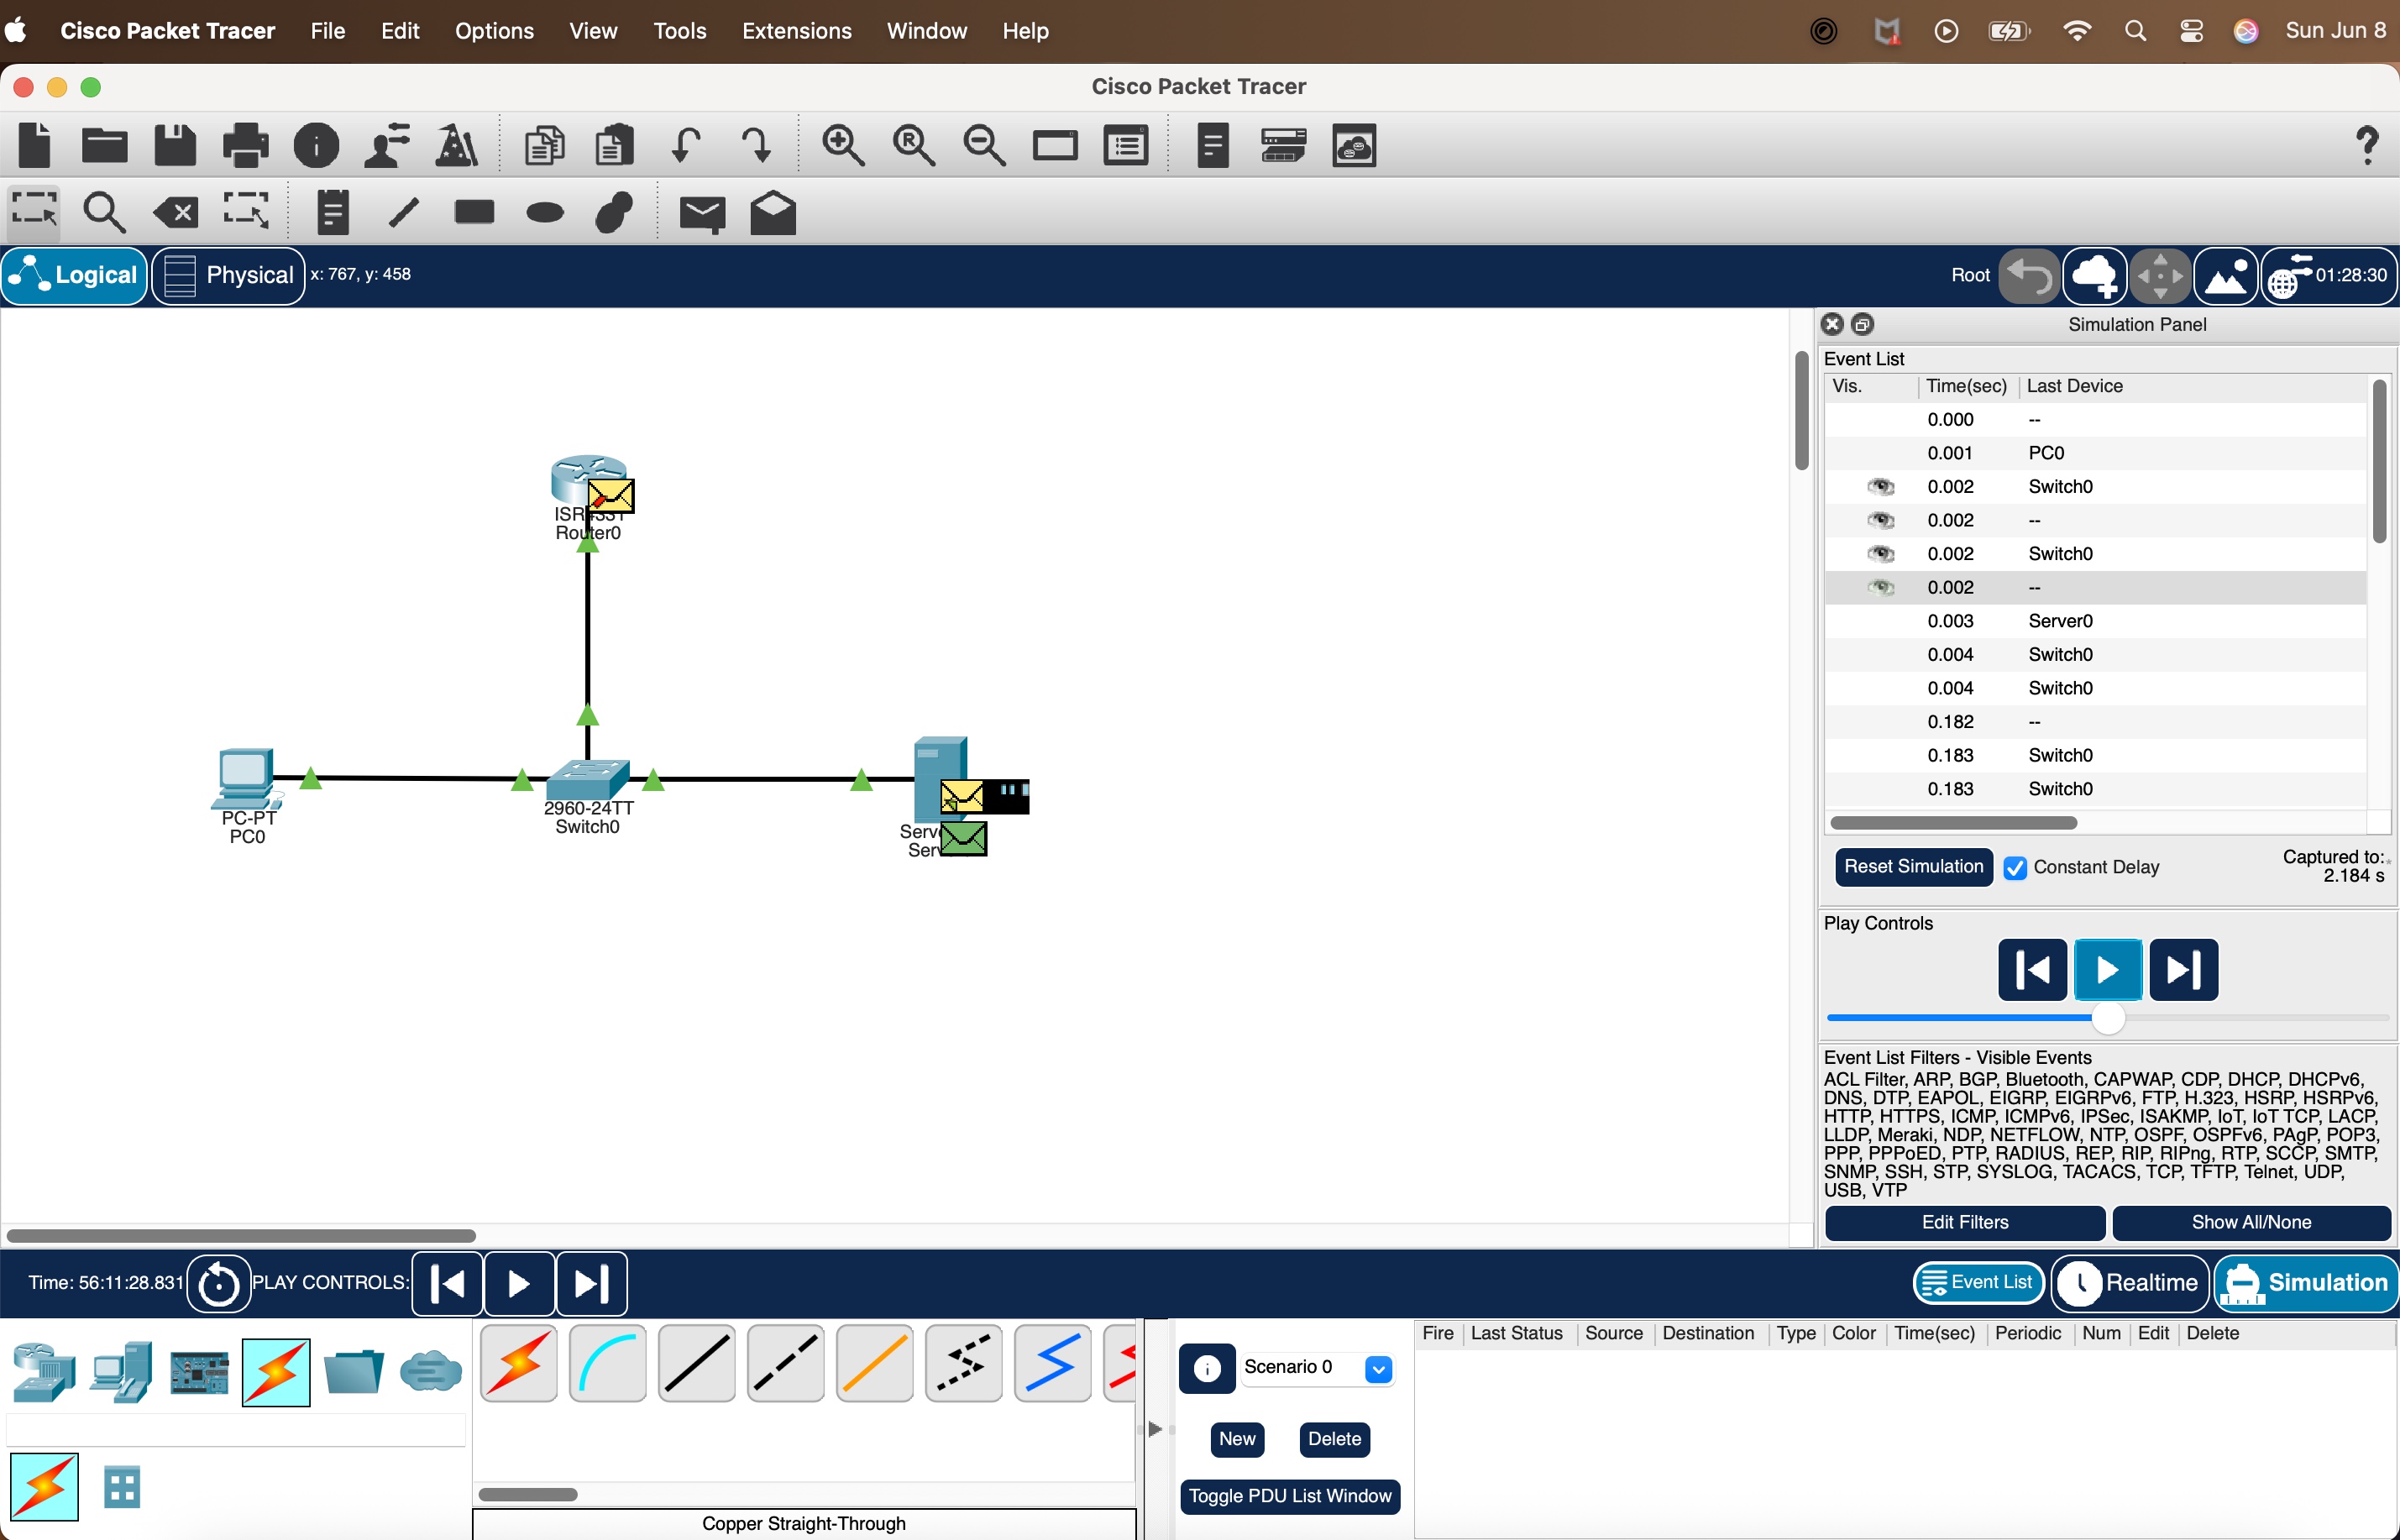 Cisco Packet Tracer File Edit Options View Tools Extensions Window Help Sun Jun 8
Cisco Packet Tracer
Logical Physical x: 767, y: 458 Root 01:28:30
Simulation Panel
Event List
Vis. Time(sec) Last Device
0.000 --
0.001 PC0
0.002 Switch0
0.002 --
0.002 Switch0
0.002 --
0.003 Server0
0.004 Switch0
0.004 Switch0
0.182 --
0.183 Switch0
0.183 Switch0
Router0
PC-PT
PC0
2960-24TT
Switch0
Reset Simulation Constant Delay Captured to:
2.184 s
Play Controls
Event List Filters - Visible Events
ACL Filter, ARP, BGP, Bluetooth, CAPWAP, CDP, DHCP, DHCPv6,
DNS, DTP, EAPOL, EIGRP, EIGRPv6, FTP, H.323, HSRP, HSRPv6,
HTTP, HTTPS, ICMP, ICMPv6, IPSec, ISAKMP, IoT, IoT TCP, LACP,
LLDP, Meraki, NDP, NETFLOW, NTP, OSPF, OSPFv6, PAgP, POP3,
PPP, PPPoED, PTP, RADIUS, REP, RIP, RIPng, RTP, SCCP, SMTP,
SNMP, SSH, STP, SYSLOG, TACACS, TCP, TFTP, Telnet, UDP,
USB, VTP
Edit Filters Show All/None
Time: 56:11:28.831 PLAY CONTROLS: Event List Realtime Simulation
Fire Last Status Source Destination Type Color Time(sec) Periodic Num Edit Delete
Scenario 0
New Delete
Toggle PDU List Window
Copper Straight-Through